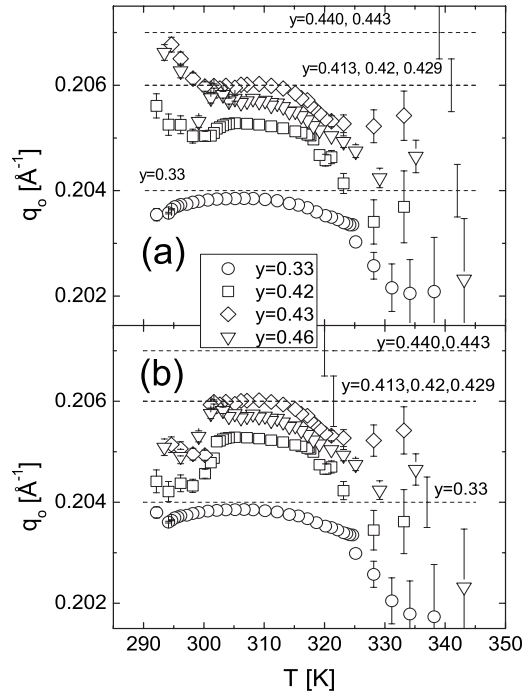 y=0.440, 0.443
0.206
y=0.413, 0.42, 0.429
q₀ [Å⁻¹]
0.204
y=0.33
0.202
(a)
y=0.33
y=0.42
y=0.43
y=0.46
(b)
y=0.440,0.443
0.206
y=0.413,0.42,0.429
q₀ [Å⁻¹]
0.204
y=0.33
0.202
290 300 310 320 330 340 350
T [K]